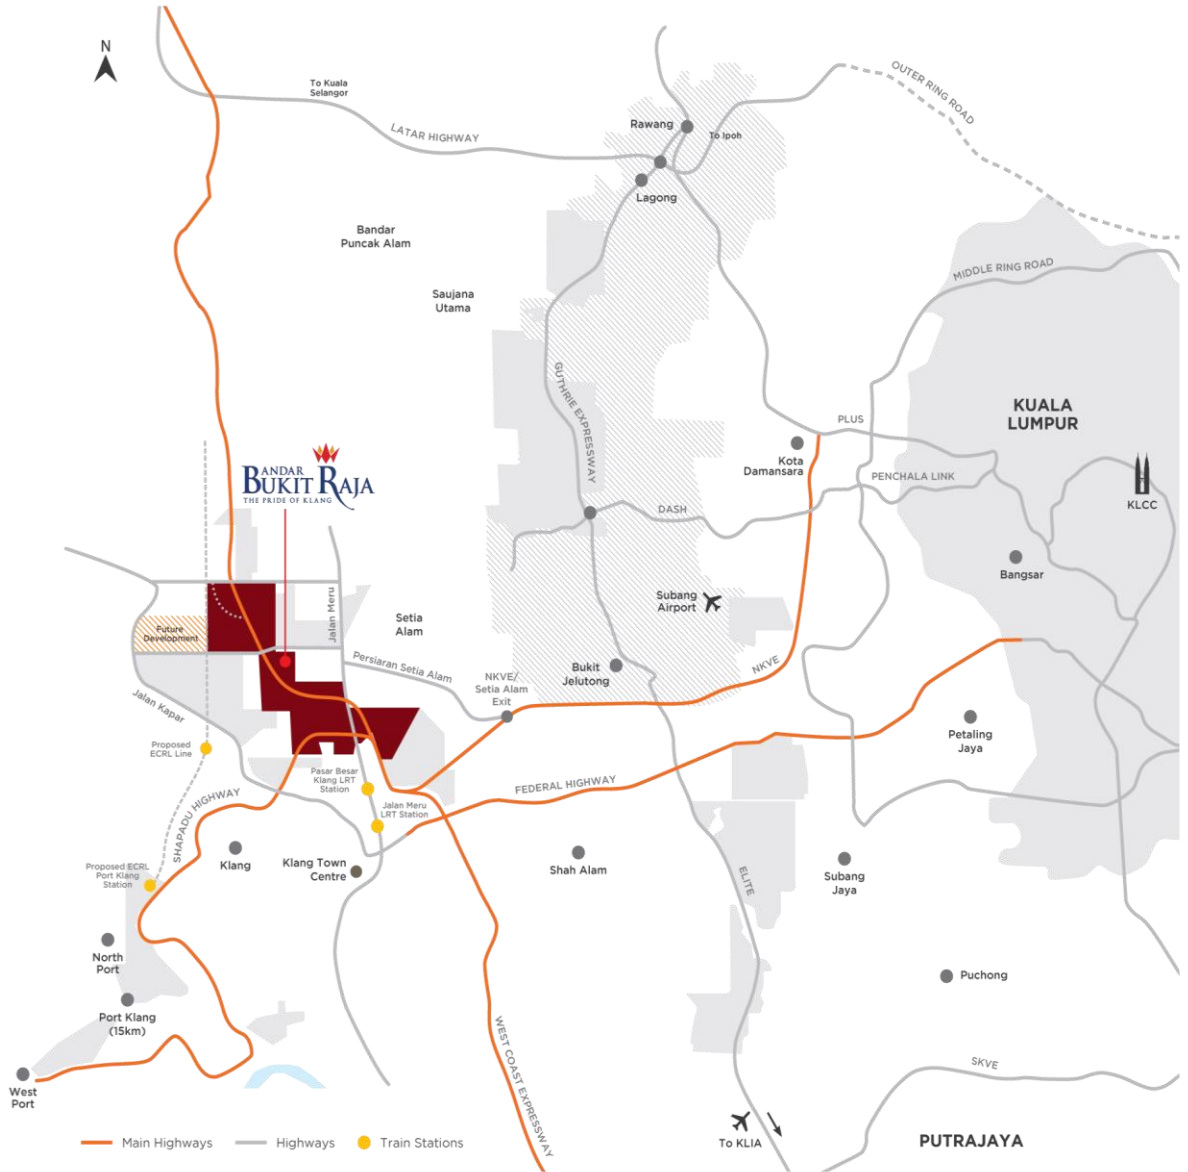 N
To Kuala
Selangor
LATAR HIGHWAY
Rawang
To Ipoh
OUTER RING ROAD
Lagong
Bandar
Puncak Alam
MIDDLE RING ROAD
Saujana
Utama
GUTHRIE EXPRESSWAY
KUALA
LUMPUR
PLUS
Kota
Damansara
PENCHALA LINK
KLCC
BANDAR
BUKIT RAJA
THE PRIDE OF KLANG
DASH
Bangsar
Subang
Airport
Jalan Meru
Setia
Alam
Future
Development
Persiaran Setia Alam
NKVE/
Setia Alam
Exit
Bukit
Jelutong
NKVE
Jalan Kapar
Petaling
Jaya
Proposed
ECRL Line
Pasar Besar
Klang LRT
Station
FEDERAL HIGHWAY
SHAPADU HIGHWAY
Jalan Meru
LRT Station
Klang
Klang Town
Centre
Shah Alam
Subang
Jaya
Proposed ECRL
Port Klang
Station
ELITE
North
Port
Puchong
Port Klang
(15km)
WEST COAST EXPRESSWAY
SKVE
West
Port
Main Highways
Highways
Train Stations
To KLIA
PUTRAJAYA